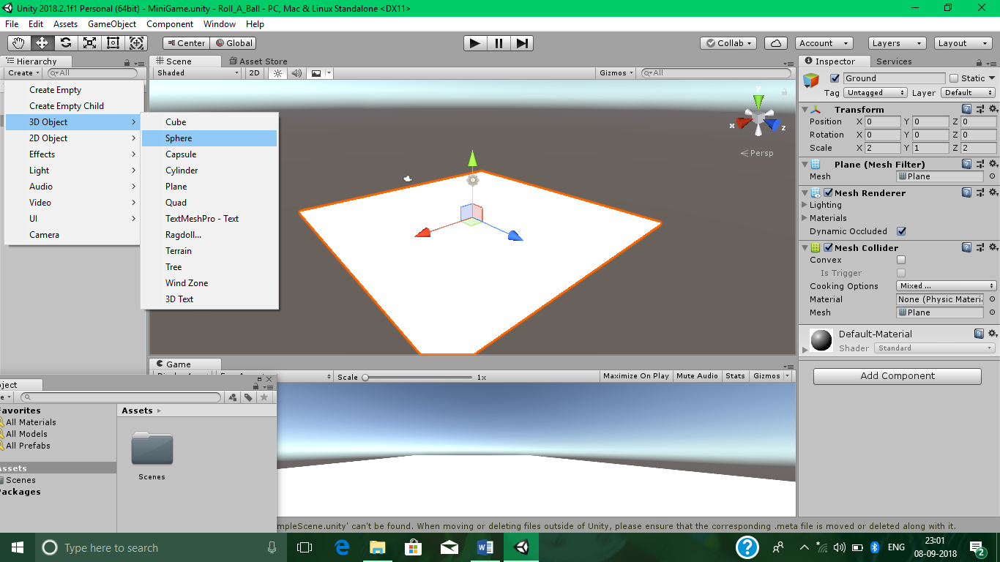 Unity 2018.2.1f1 Personal (64bit) - MiniGame.unity - Roll_A_Ball - PC, Mac & Linux Standalone <DX11>
File Edit Assets GameObject Component Window Help
Center Global Collab Account Layers Layout
Hierarchy
Create All
Create Empty
Create Empty Child
3D Object
2D Object
Effects
Light
Audio
Video
UI
Camera
Cube
Sphere
Capsule
Cylinder
Plane
Quad
TextMeshPro - Text
Ragdoll...
Terrain
Tree
Wind Zone
3D Text
Scene Asset Store
Shaded 2D Gizmos All
y
x z
Persp
Game
Scale 1x Maximize On Play Mute Audio Stats Gizmos
Inspector Services
Ground Static
Tag Untagged Layer Default
Transform
Position X 0 Y 0 Z 0
Rotation X 0 Y 0 Z 0
Scale X 2 Y 1 Z 2
Plane (Mesh Filter)
Mesh Plane
Mesh Renderer
Lighting
Materials
Dynamic Occluded
Mesh Collider
Convex
Is Trigger
Cooking Options Mixed ...
Material None (Physic Materi
Mesh Plane
Default-Material
Shader Standard
Add Component
oject
e
avorites
All Materials
All Models
All Prefabs
Assets
Scenes
Packages
Assets
Scenes
mpleScene.unity' can't be found. When moving or deleting files outside of Unity, please ensure that the corresponding .meta file is moved or deleted along with it.
Type here to search
ENG
23:01
08-09-2018
2